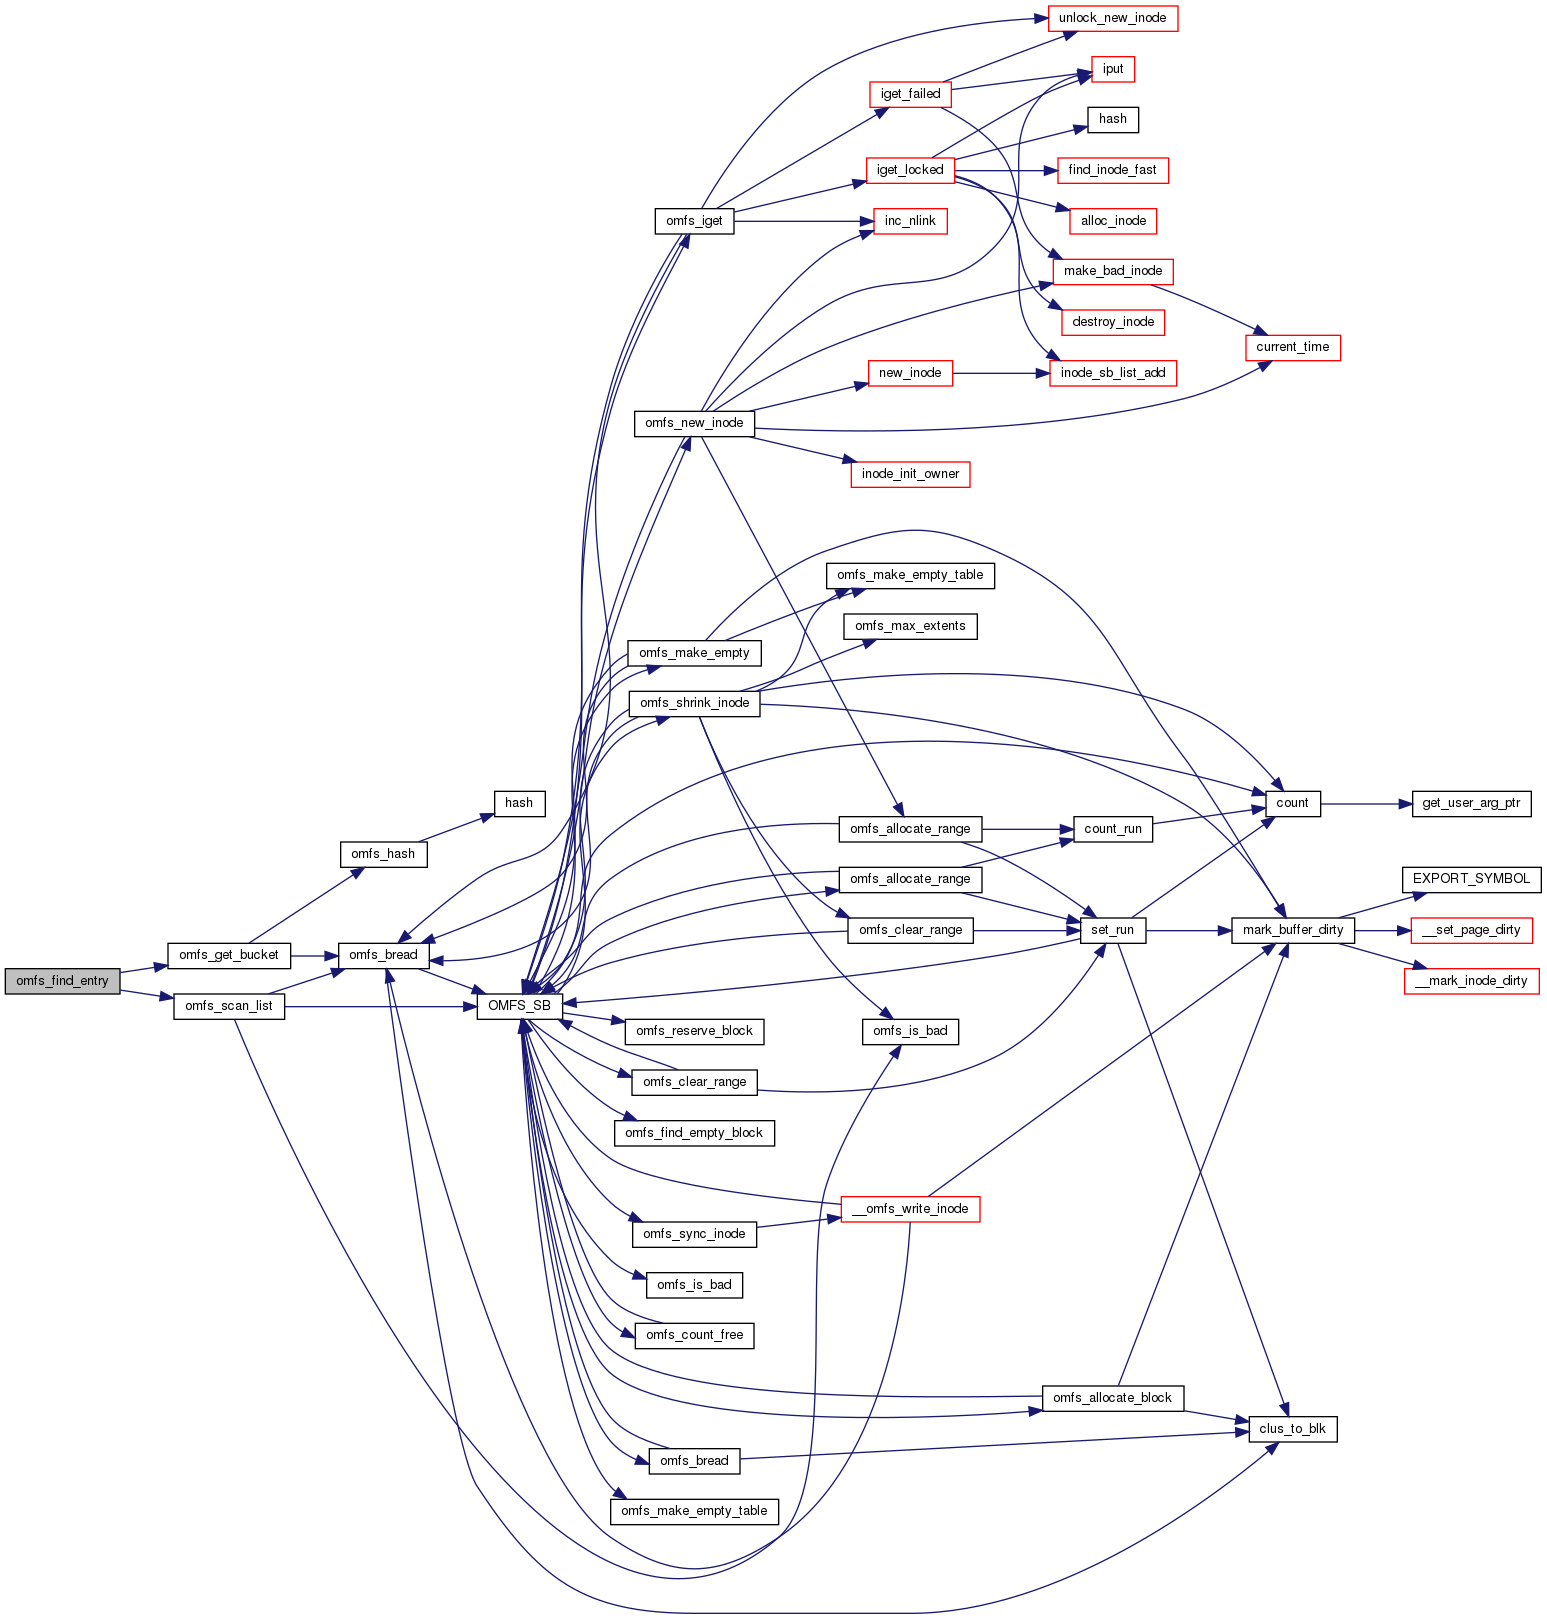 unlock_new_inode
iput
iget_failed
hash
iget_locked
find_inode_fast
omfs_iget
inc_nlink
alloc_inode
make_bad_inode
destroy_inode
current_time
new_inode
inode_sb_list_add
omfs_new_inode
inode_init_owner
omfs_make_empty_table
omfs_max_extents
omfs_make_empty
omfs_shrink_inode
hash
count
get_user_arg_ptr
omfs_allocate_range
count_run
omfs_hash
omfs_allocate_range
EXPORT_SYMBOL
omfs_clear_range
set_run
mark_buffer_dirty
__set_page_dirty
omfs_get_bucket
omfs_bread
omfs_find_entry
__mark_inode_dirty
omfs_scan_list
OMFS_SB
omfs_reserve_block
omfs_is_bad
omfs_clear_range
omfs_find_empty_block
__omfs_write_inode
omfs_sync_inode
omfs_is_bad
omfs_count_free
omfs_allocate_block
clus_to_blk
omfs_bread
omfs_make_empty_table